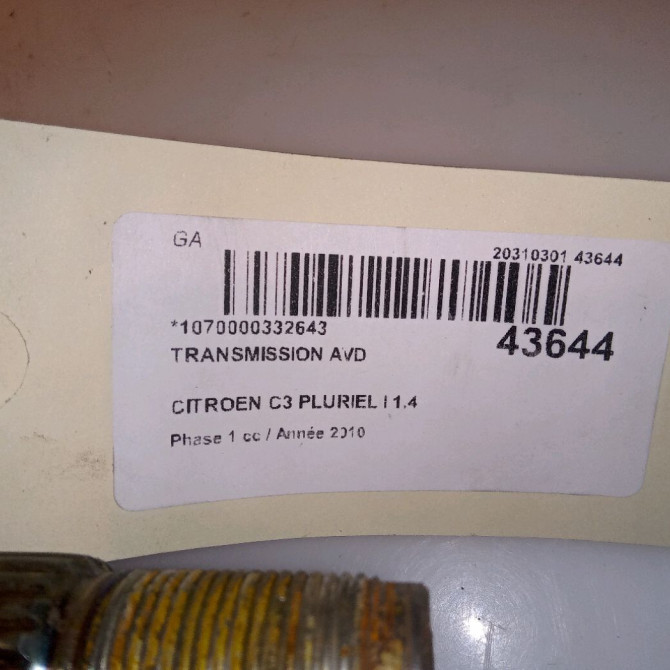 GA
20310301 43644
*1070000332643
43644
TRANSMISSION AVD
CITROEN C3 PLURIEL I 1.4
Phase 1 cc / Année 2010